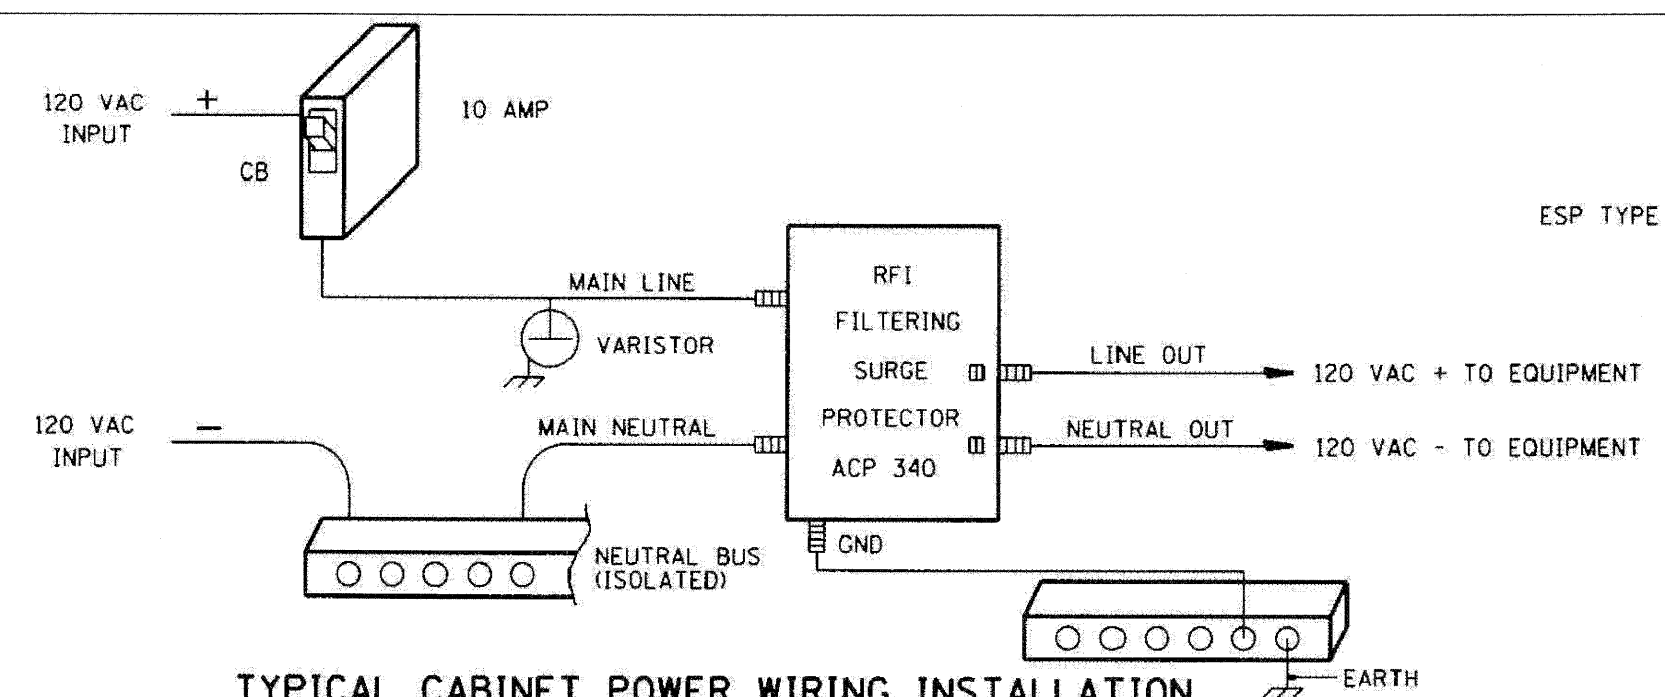 120 VAC
INPUT
+
CB
10 AMP
ESP TYPE
MAIN LINE
VARISTOR
RFI
FILTERING
SURGE
PROTECTOR
ACP 340
LINE OUT
120 VAC + TO EQUIPMENT
120 VAC
INPUT
-
MAIN NEUTRAL
NEUTRAL OUT
120 VAC - TO EQUIPMENT
NEUTRAL BUS
(ISOLATED)
GND
EARTH
TYPICAL CABINET POWER WIRING INSTALLATION